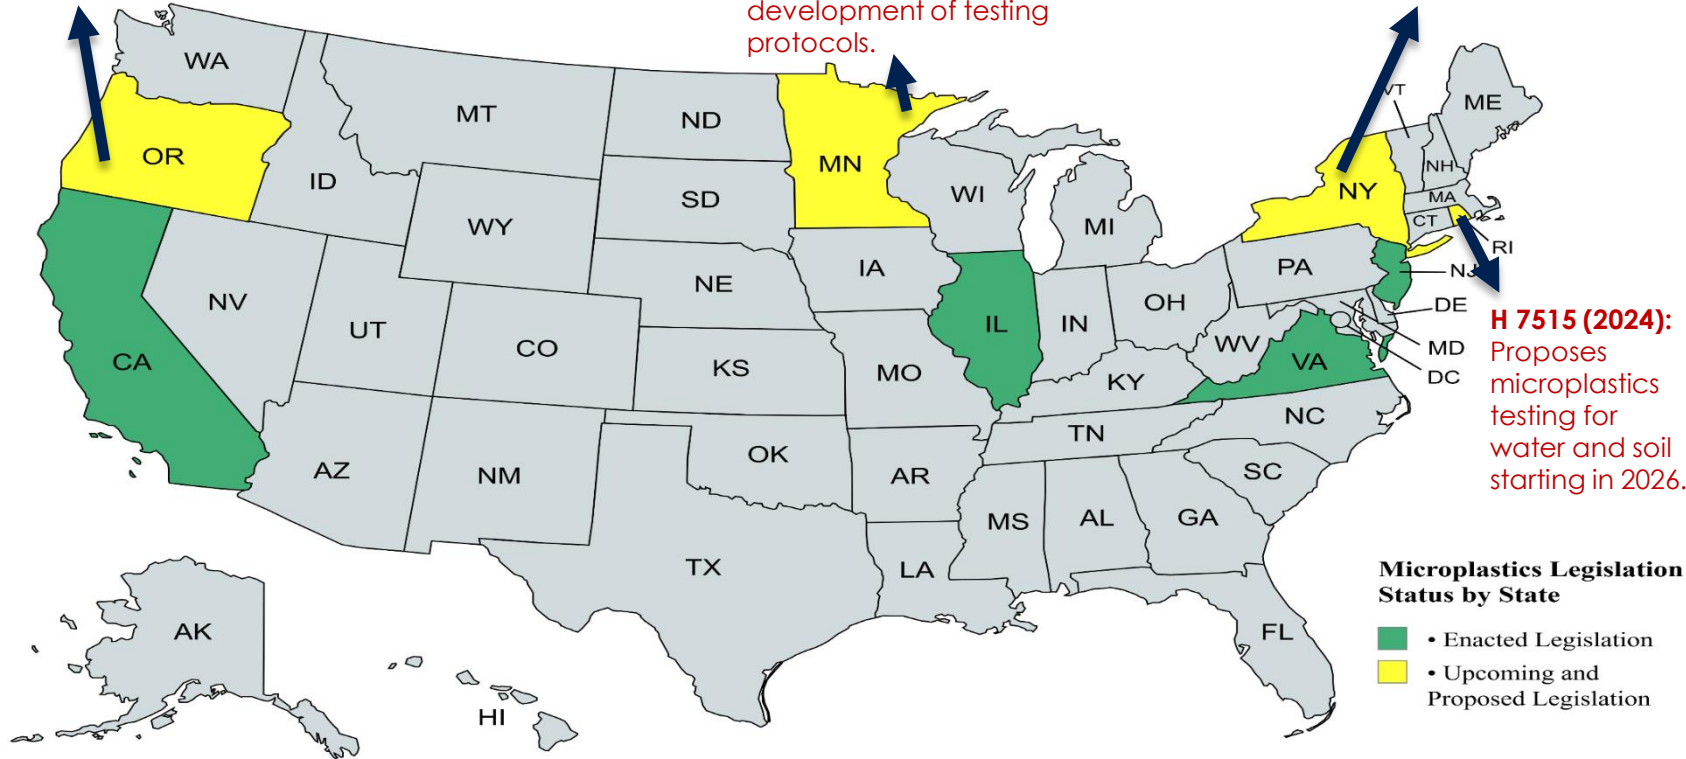 development of testing
protocols.
WA
MT
ND
MN
VT
ME
OR
ID
SD
WI
NH
NY
MA
CT
RI
WY
MI
IA
PA
NJ
NE
NV
OH
DE
UT
IL
IN
CO
WV
MD
CA
KS
MO
VA
DC
KY
H 7515 (2024):
Proposes
microplastics
testing for
water and soil
starting in 2026.
NC
TN
OK
AZ
NM
AR
SC
MS
AL
GA
TX
LA
Microplastics Legislation
Status by State
• Enacted Legislation
• Upcoming and
Proposed Legislation
AK
FL
HI